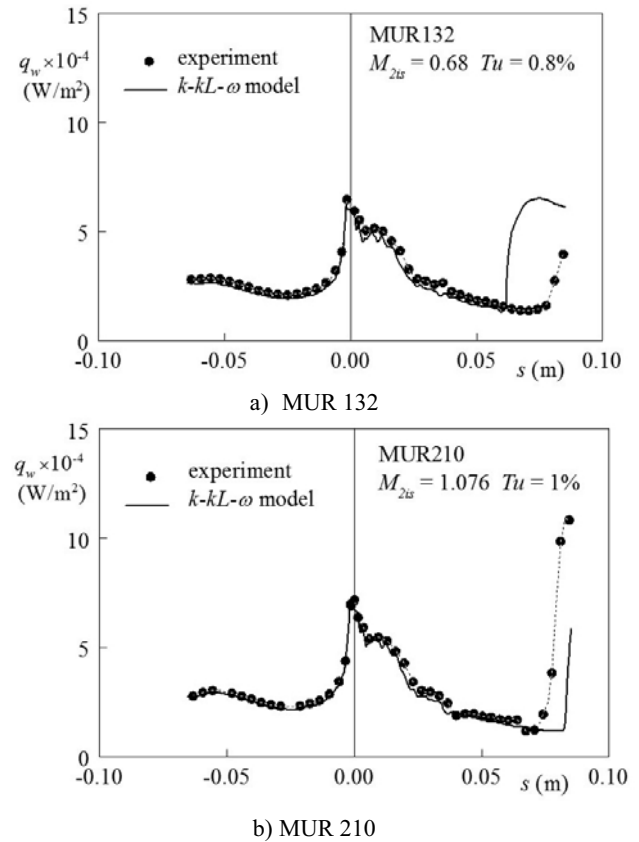 15
q_w ×10⁻⁴
(W/m²)
● experiment
— k-kL-ω model
MUR132
M₂ᵢₛ = 0.68 Tu = 0.8%
10
5
0
-0.10 -0.05 0.00 0.05 0.10
s (m)
a) MUR 132
15
q_w ×10⁻⁴
(W/m²)
● experiment
— k-kL-ω model
MUR210
M₂ᵢₛ = 1.076 Tu = 1%
10
5
0
-0.10 -0.05 0.00 0.05 0.10
s (m)
b) MUR 210